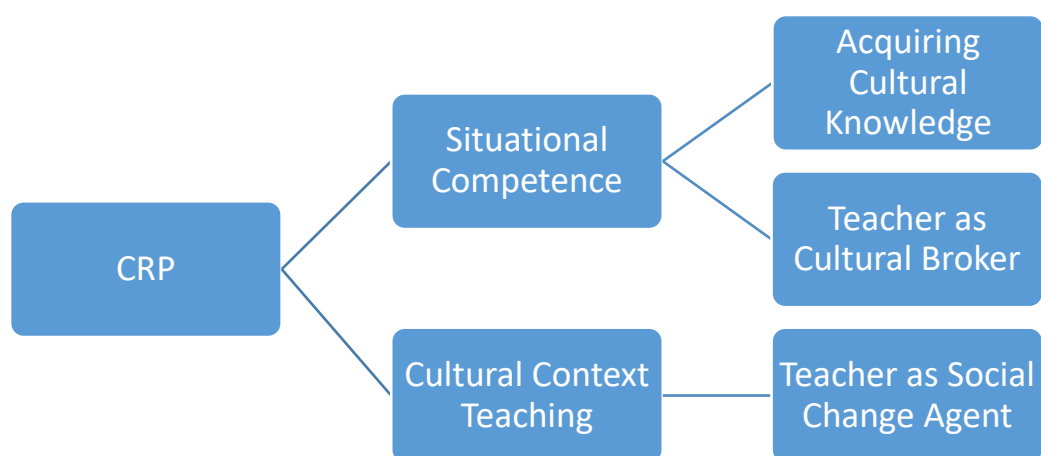 CRP
Situational
Competence
Acquiring
Cultural
Knowledge
Teacher as
Cultural Broker
Cultural Context
Teaching
Teacher as Social
Change Agent